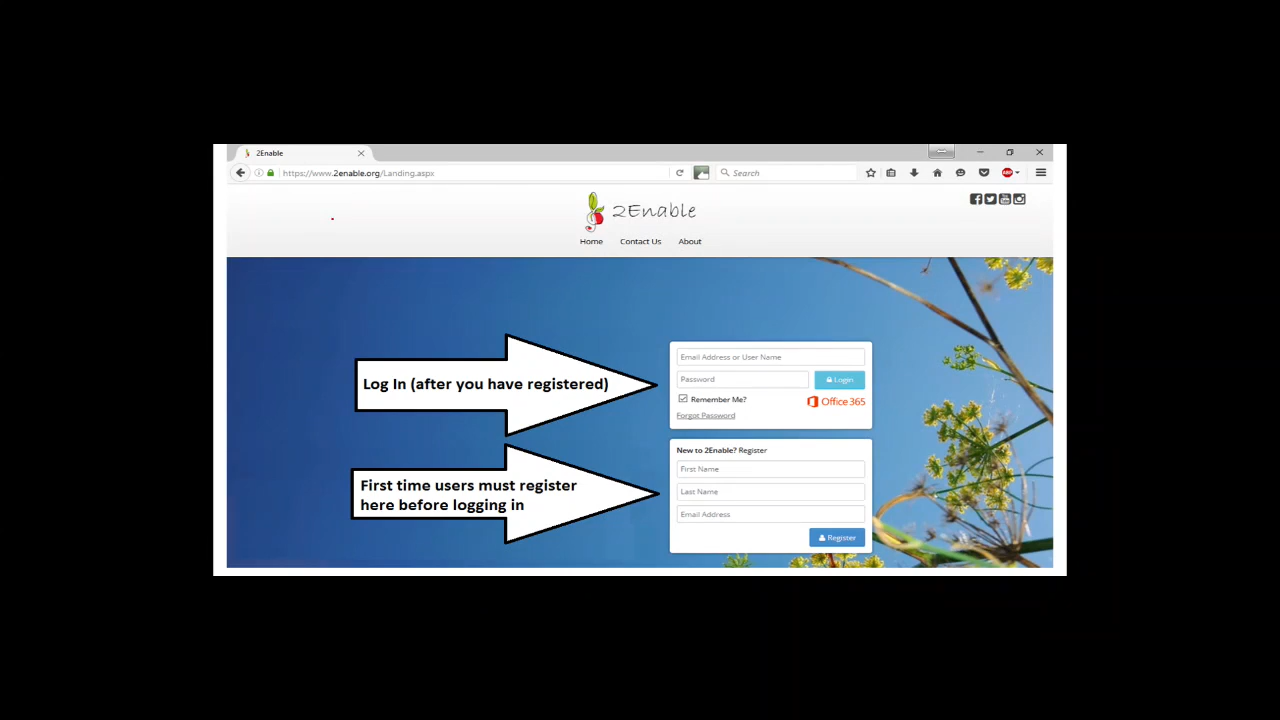 2Enable
https://www.2enable.org/Landing.aspx
Search
ABP
2Enable
Home Contact Us About
Email Address or User Name
Log In (after you have registered)
Password Login
Remember Me? Office 365
Forgot Password
New to 2Enable? Register
First Name
First time users must register
here before logging in
Last Name
Email Address
Register